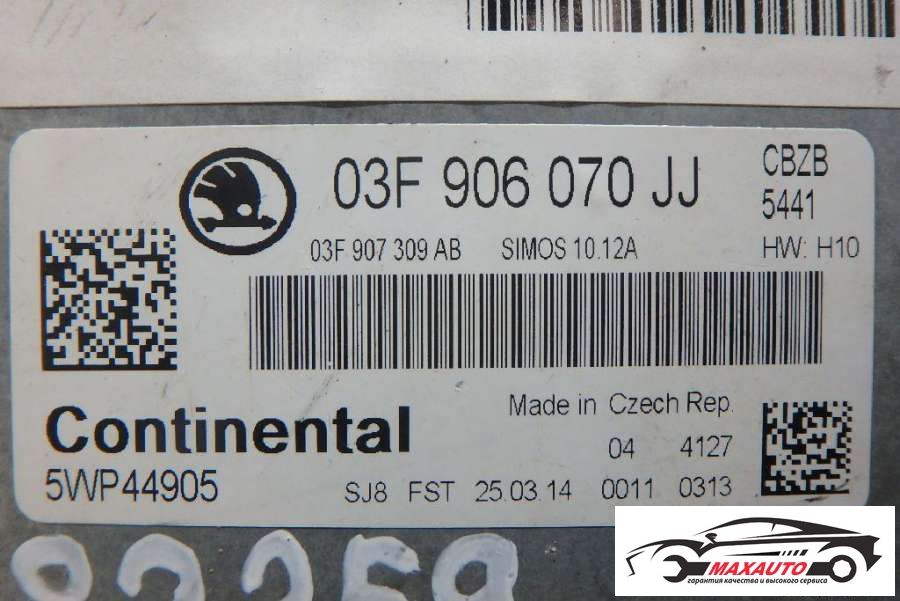 03F 906 070 JJ
CBZB
5441
03F 907 309 AB SIMOS 10.12A HW: H10
Continental
Made in Czech Rep.
04 4127
5WP44905
SJ8 FST 25.03.14 0011 0313
MAXAUTO
гарантия качества и высокого сервиса